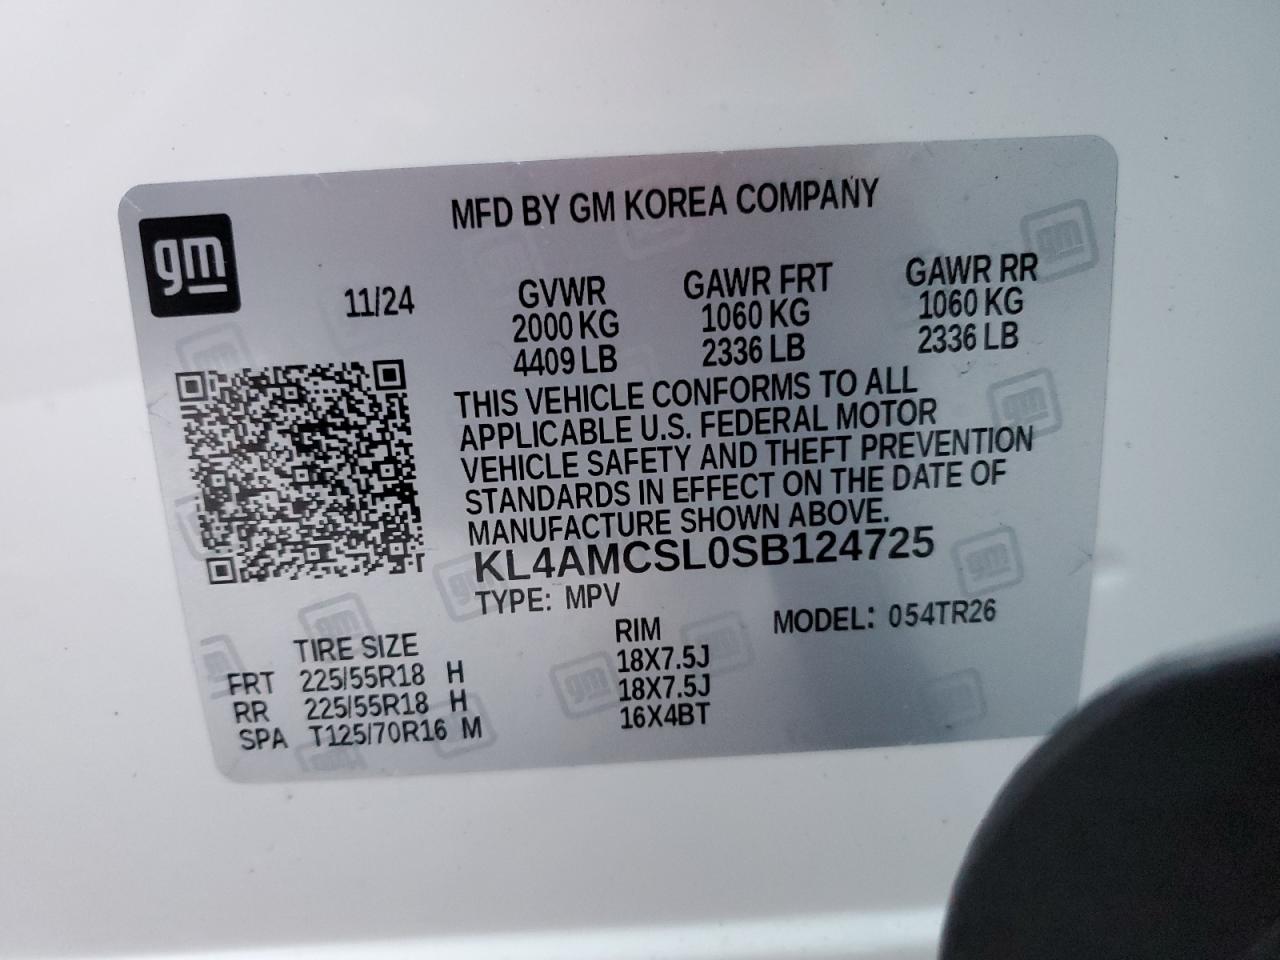 MFD BY GM KOREA COMPANY
gm
11/24 GVWR GAWR FRT GAWR RR
2000 KG 1060 KG 1060 KG
4409 LB 2336 LB 2336 LB
THIS VEHICLE CONFORMS TO ALL
APPLICABLE U.S. FEDERAL MOTOR
VEHICLE SAFETY AND THEFT PREVENTION
STANDARDS IN EFFECT ON THE DATE OF
MANUFACTURE SHOWN ABOVE.
KL4AMCSL0SB124725
TYPE: MPV MODEL: 054TR26
TIRE SIZE RIM
FRT 225/55R18 H 18X7.5J
RR 225/55R18 H 18X7.5J
SPA T125/70R16 M 16X4BT